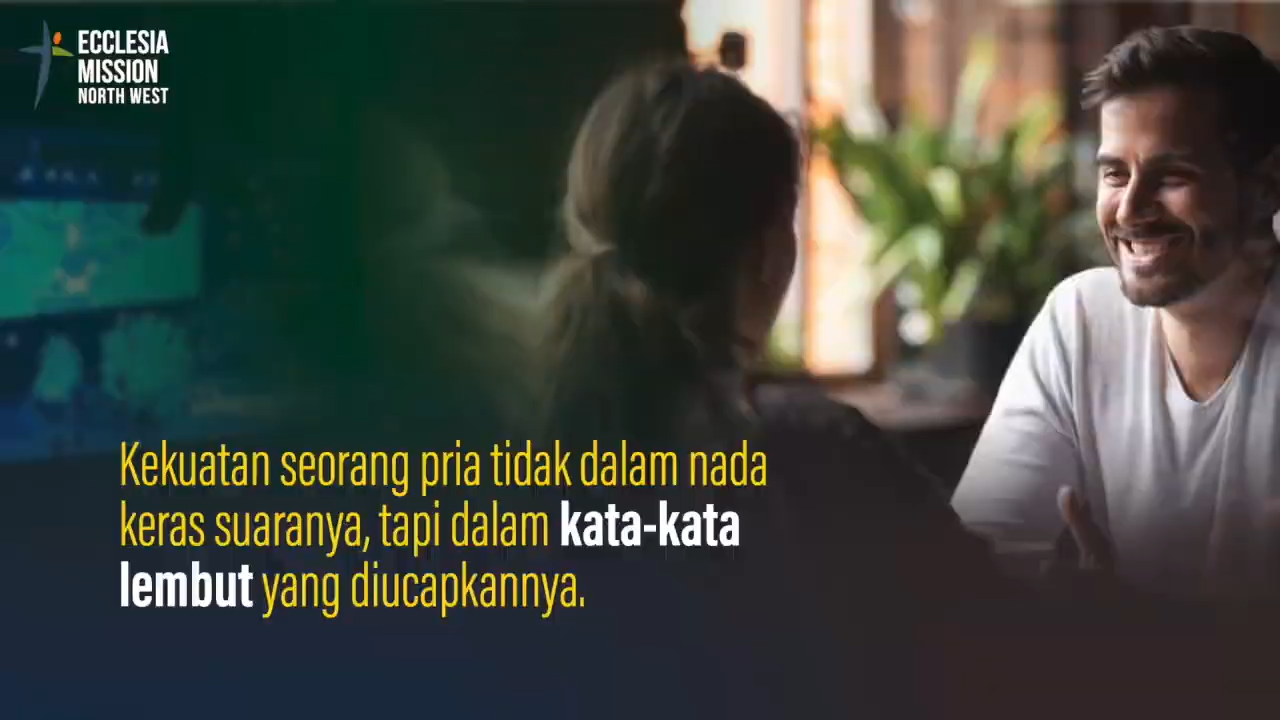 ECCLESIA
MISSION
NORTH WEST
Kekuatan seorang pria tidak dalam nada
keras suaranya, tapi dalam kata-kata
lembut yang diucapkannya.